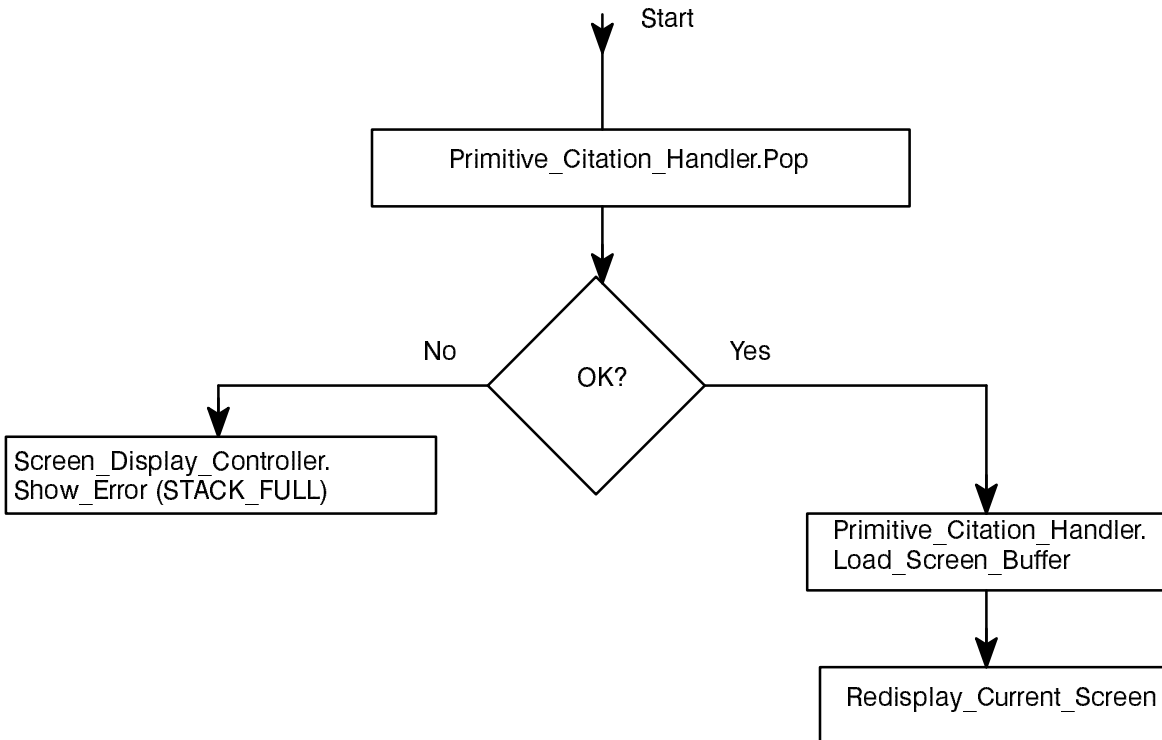 Start
Primitive_Citation_Handler.Pop
No
Yes
OK?
Screen_Display_Controller.
Show_Error (STACK_FULL)
Primitive_Citation_Handler.
Load_Screen_Buffer
Redisplay_Current_Screen